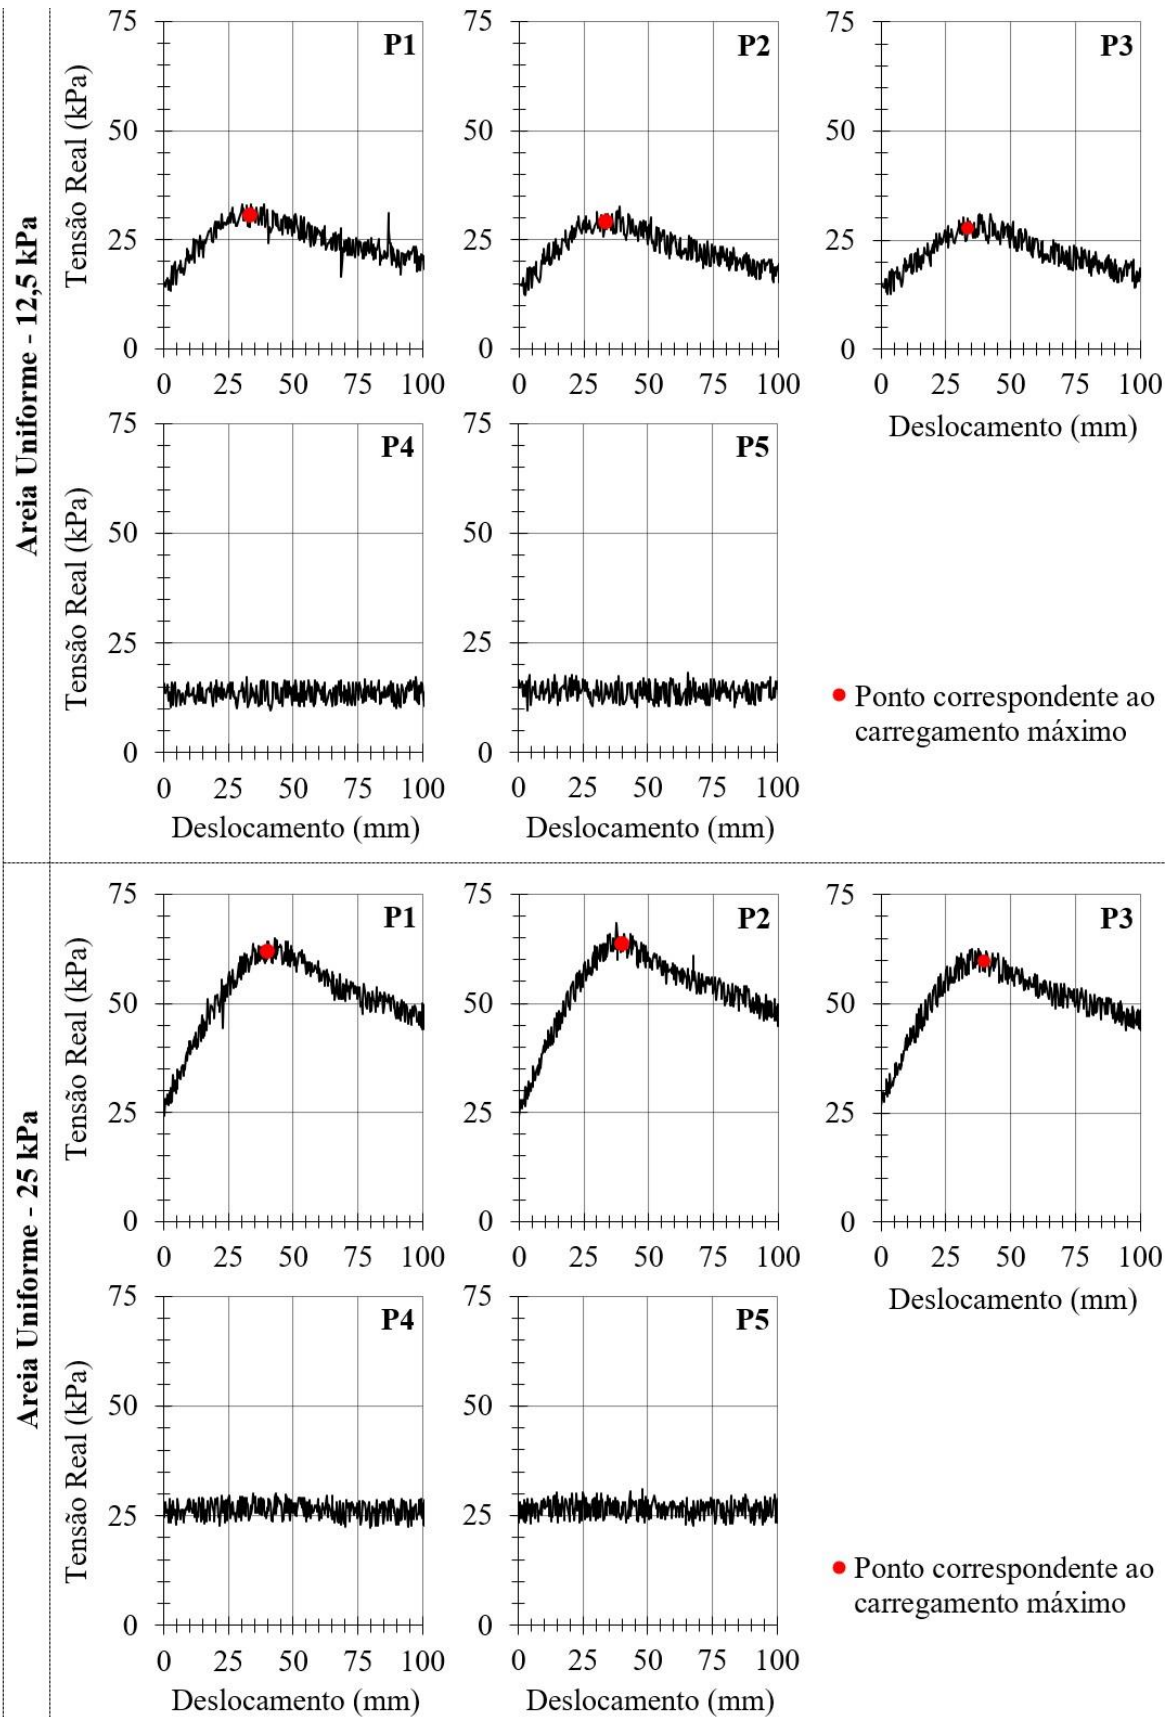 Areia Uniforme - 12,5 kPa
Tensão Real (kPa)
75
50
25
0
P1
0 25 50 75 100
75
50
25
0
P2
0 25 50 75 100
75
50
25
0
P3
0 25 50 75 100
Deslocamento (mm)
Tensão Real (kPa)
75
50
25
0
P4
0 25 50 75 100
Deslocamento (mm)
75
50
25
0
P5
0 25 50 75 100
Deslocamento (mm)
Ponto correspondente ao
carregamento máximo
Areia Uniforme - 25 kPa
Tensão Real (kPa)
75
50
25
0
P1
0 25 50 75 100
75
50
25
0
P2
0 25 50 75 100
75
50
25
0
P3
0 25 50 75 100
Deslocamento (mm)
Tensão Real (kPa)
75
50
25
0
P4
0 25 50 75 100
Deslocamento (mm)
75
50
25
0
P5
0 25 50 75 100
Deslocamento (mm)
Ponto correspondente ao
carregamento máximo